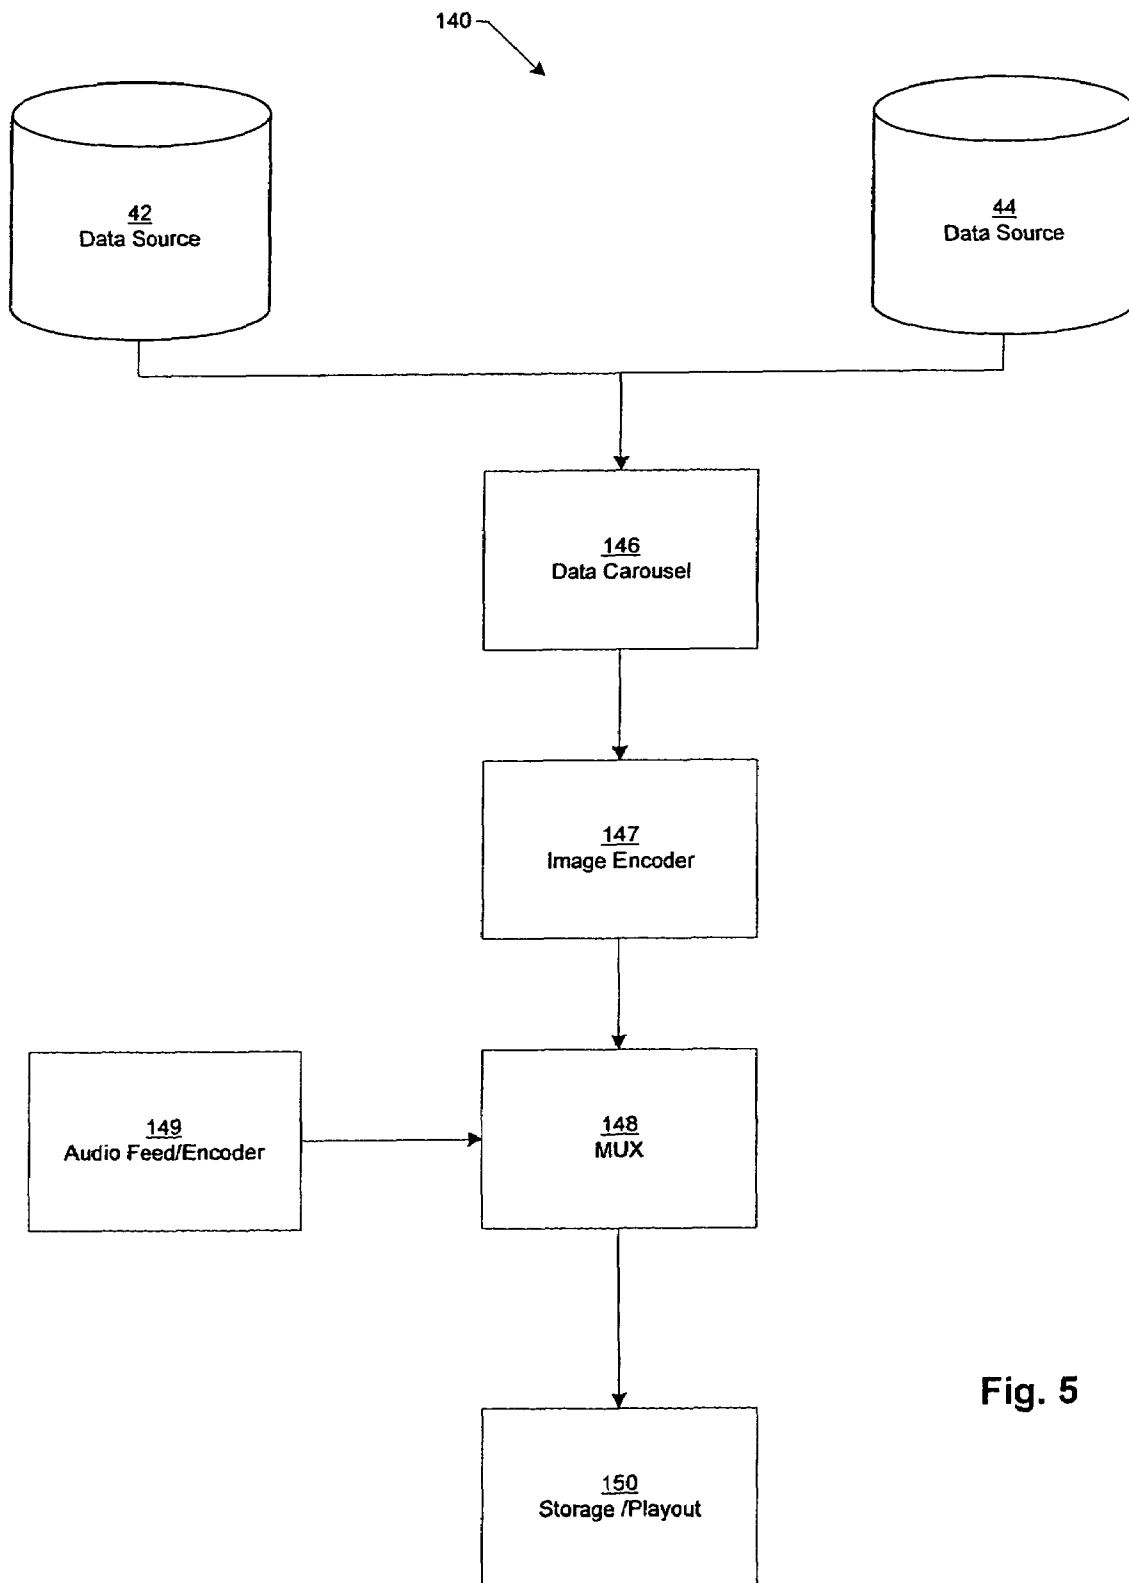 140
42
Data Source
44
Data Source
146
Data Carousel
147
Image Encoder
149
Audio Feed/Encoder
148
MUX
Fig. 5
150
Storage /Playout